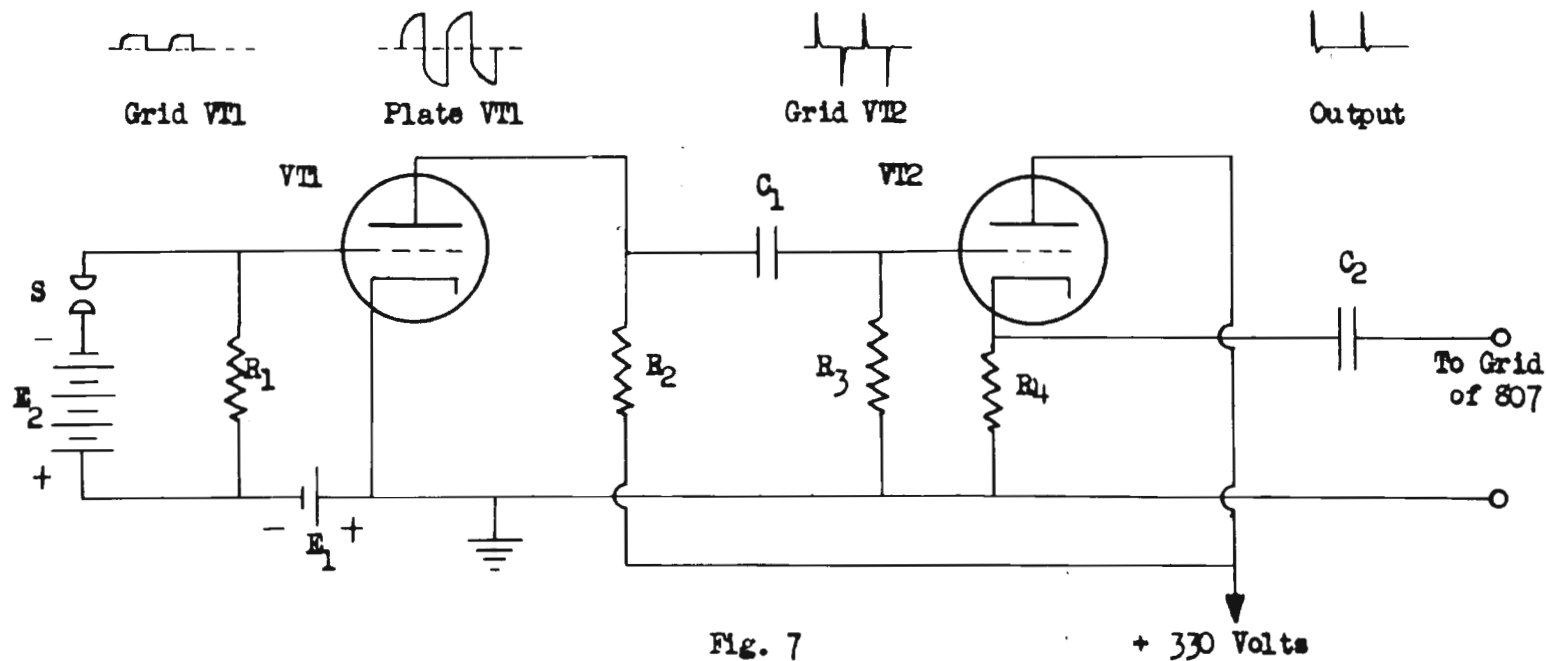 Grid VT1
Plate VT1
Grid VT2
Output
VT1
C1
VT2
C2
S
-
E2
+
R1
R2
R3
R4
To Grid
of 807
- E1 +
Fig. 7
+ 330 Volts